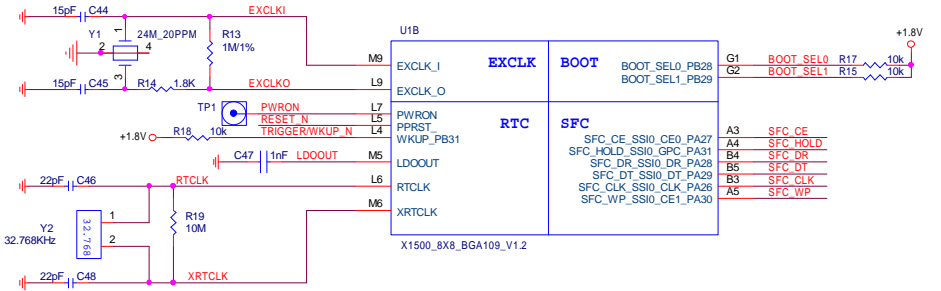 15pF C44
EXCLKI
Y1
24M_20PPM
1
2
4
3
R13
1M/1%
15pF C45
R14 1.8K
EXCLKO
U1B
M9 EXCLK_I
L9 EXCLK_O
EXCLK
BOOT
BOOT_SEL0_PB28 G1 BOOT_SEL0 R17 10k
BOOT_SEL1_PB29 G2 BOOT_SEL1 R15 10k
+1.8V
TP1
PWRON L7 PWRON
RESET_N L5 PPRST_
+1.8V R18 10k TRIGGER/WKUP_N L4 WKUP_PB31
RTC
SFC
C47 1nF LDOOUT M5 LDOOUT
SFC_CE_SSI0_CE0_PA27 A3 SFC_CE
SFC_HOLD_SSI0_GPC_PA31 A4 SFC_HOLD
SFC_DR_SSI0_DR_PA28 B4 SFC_DR
SFC_DT_SSI0_DT_PA29 B5 SFC_DT
SFC_CLK_SSI0_CLK_PA26 B3 SFC_CLK
SFC_WP_SSI0_CE1_PA30 A5 SFC_WP
22pF C46 RTCLK L6 RTCLK
M6 XRTCLK
Y2
32.768KHz
1
2
32.768
R19
10M
22pF C48 XRTCLK
X1500_8X8_BGA109_V1.2